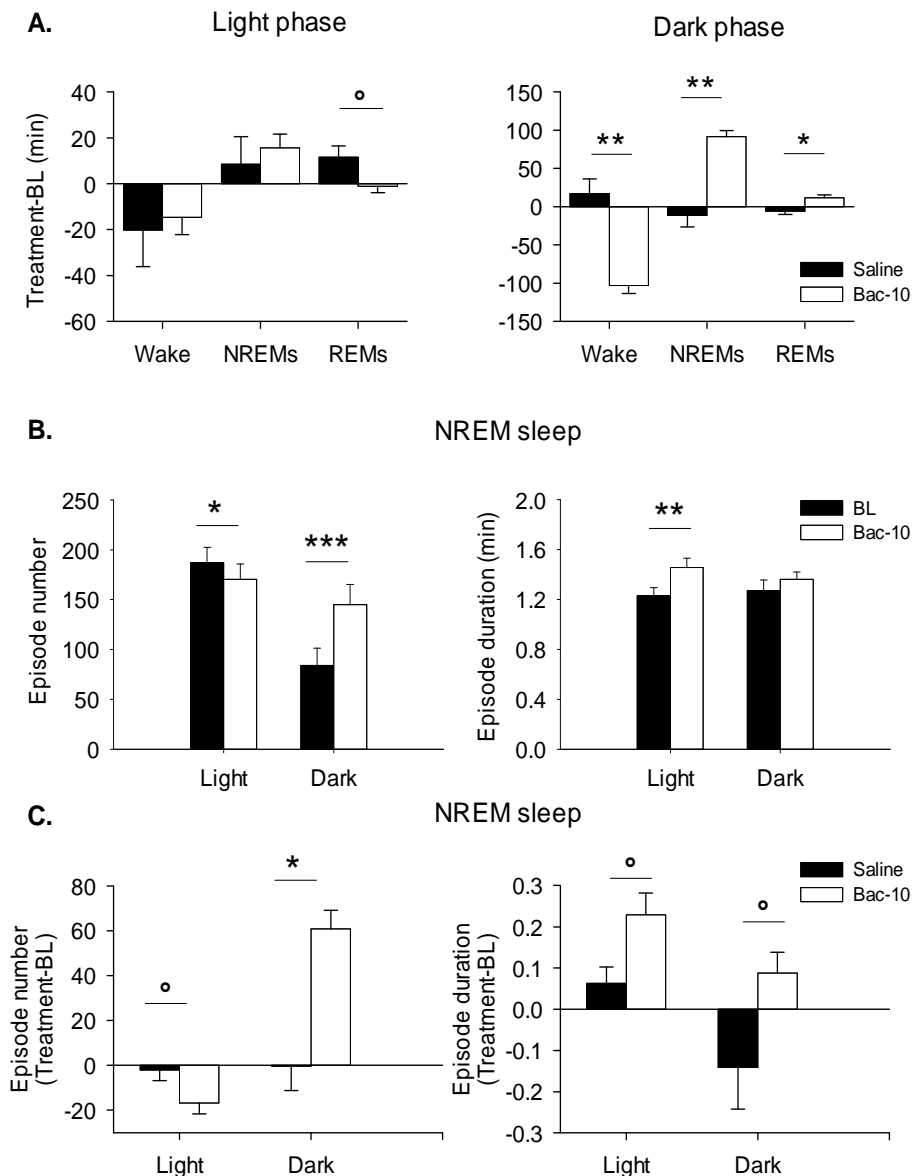 A.
Light phase
Dark phase
Treatment-BL (min)
40
20
0
-20
-40
-60
°
Wake NREMs REMs
150
100
50
0
-50
-100
-150
**
**
*
Saline
Bac-10
Wake NREMs REMs
B.
NREM sleep
Episode number
250
200
150
100
50
0
*
***
Light Dark
Episode duration (min)
2.0
1.6
1.2
0.8
0.4
0.0
**
BL
Bac-10
Light Dark
C.
NREM sleep
Episode number
(Treatment-BL)
80
60
40
20
0
-20
°
*
Light Dark
Episode duration
(Treatment-BL)
0.3
0.2
0.1
0.0
-0.1
-0.2
-0.3
°
°
Saline
Bac-10
Light Dark